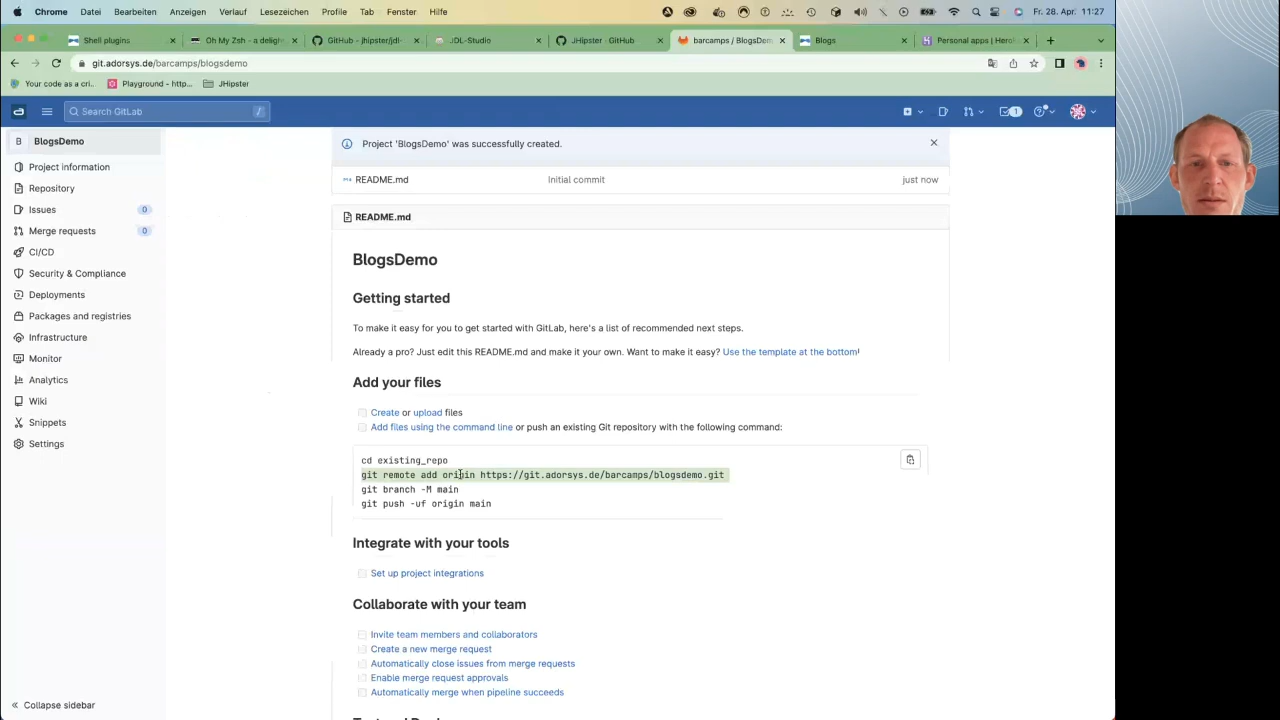 Chrome Ablage Bearbeiten Darstellung Verlauf Lesezeichen Profile Tab Fenster Hilfe Fr. 28. Apr. 11:27
Shell plugins
Oh My Zsh - a deligh
GitHub - jhipster/jdl-
JDL-Studio
JHipster · GitHub
barcamps / BlogsDem
Blogs
Personal apps | Hero
git.adorsys.de/barcamps/blogsdemo
Your code as a cri...
Playground - http...
JHipster
Search GitLab /
1
B BlogsDemo
Project information
Repository
Issues 0
Merge requests 0
CI/CD
Security & Compliance
Deployments
Packages and registries
Infrastructure
Monitor
Analytics
Wiki
Snippets
Settings
Collapse sidebar
Project 'BlogsDemo' was successfully created.
README.md Initial commit just now
README.md
BlogsDemo
Getting started
To make it easy for you to get started with GitLab, here's a list of recommended next steps.
Already a pro? Just edit this README.md and make it your own. Want to make it easy? Use the template at the bottom!
Add your files
Create or upload files
Add files using the command line or push an existing Git repository with the following command:
cd existing_repo
git remote add origin https://git.adorsys.de/barcamps/blogsdemo.git
git branch -M main
git push -uf origin main
Integrate with your tools
Set up project integrations
Collaborate with your team
Invite team members and collaborators
Create a new merge request
Automatically close issues from merge requests
Enable merge request approvals
Automatically merge when pipeline succeeds